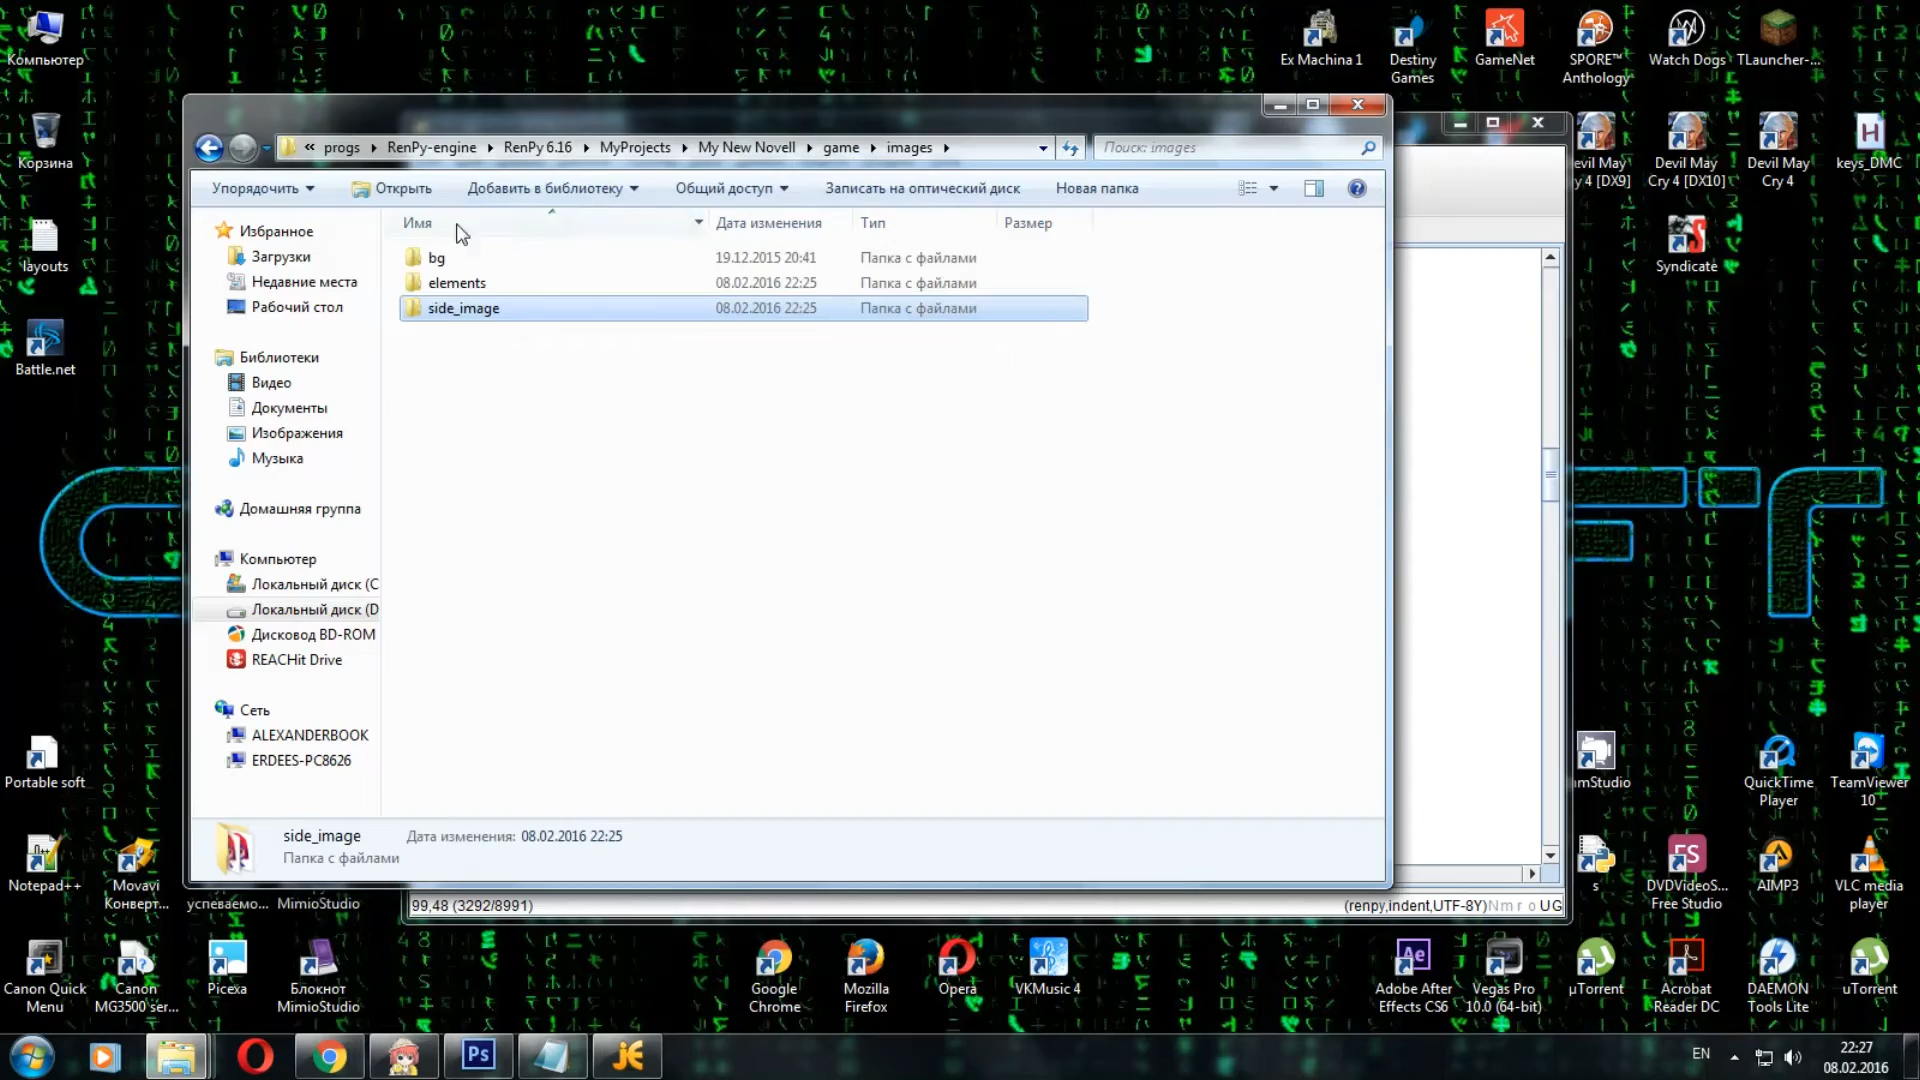 Компьютер
Корзина
layouts
Battle.net
Portable soft
Notepad++
Movavi
Конверт...
успеваемо...
MimioStudio
Canon Quick
Menu
Canon
MG3500 ser...
Picexa
Блокнот
MimioStudio
Google
Chrome
Mozilla
Firefox
Opera
VKMusic 4
Adobe After
Effects CS6
Vegas Pro
10.0 (64-bit)
µTorrent
Acrobat
Reader DC
DAEMON
Tools Lite
uTorrent
Ex Machina 1
Destiny
Games
GameNet
SPORE™
Anthology
Watch Dogs
TLauncher-...
evil May
y 4 [DX9]
Devil May
Cry 4 [DX10]
Devil May
Cry 4
keys_DMC
Syndicate
mStudio
QuickTime
Player
TeamViewer
10
s
DVDVideoS...
Free Studio
AIMP3
VLC media
player
« progs RenPy-engine RenPy 6.16 MyProjects My New Novell game images
Поиск: images
Упорядочить Открыть Добавить в библиотеку Общий доступ Записать на оптический диск Новая папка
Имя Дата изменения Тип Размер
bg 19.12.2015 20:41 Папка с файлами
elements 08.02.2016 22:25 Папка с файлами
side_image 08.02.2016 22:25 Папка с файлами
Избранное
Загрузки
Недавние места
Рабочий стол
Библиотеки
Видео
Документы
Изображения
Музыка
Домашняя группа
Компьютер
Локальный диск (C
Локальный диск (D
Дисковод BD-ROM
REACHit Drive
Сеть
ALEXANDERBOOK
ERDEES-PC8626
side_image Дата изменения: 08.02.2016 22:25
Папка с файлами
99,48 (3292/8991)
(renpy,indent,UTF-8Y)Nm r o UG
Ps
EN
22:27
08.02.2016